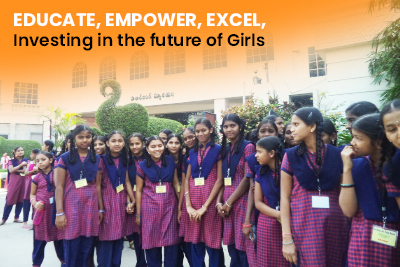 EDUCATE, EMPOWER, EXCEL,
Investing in the future of Girls